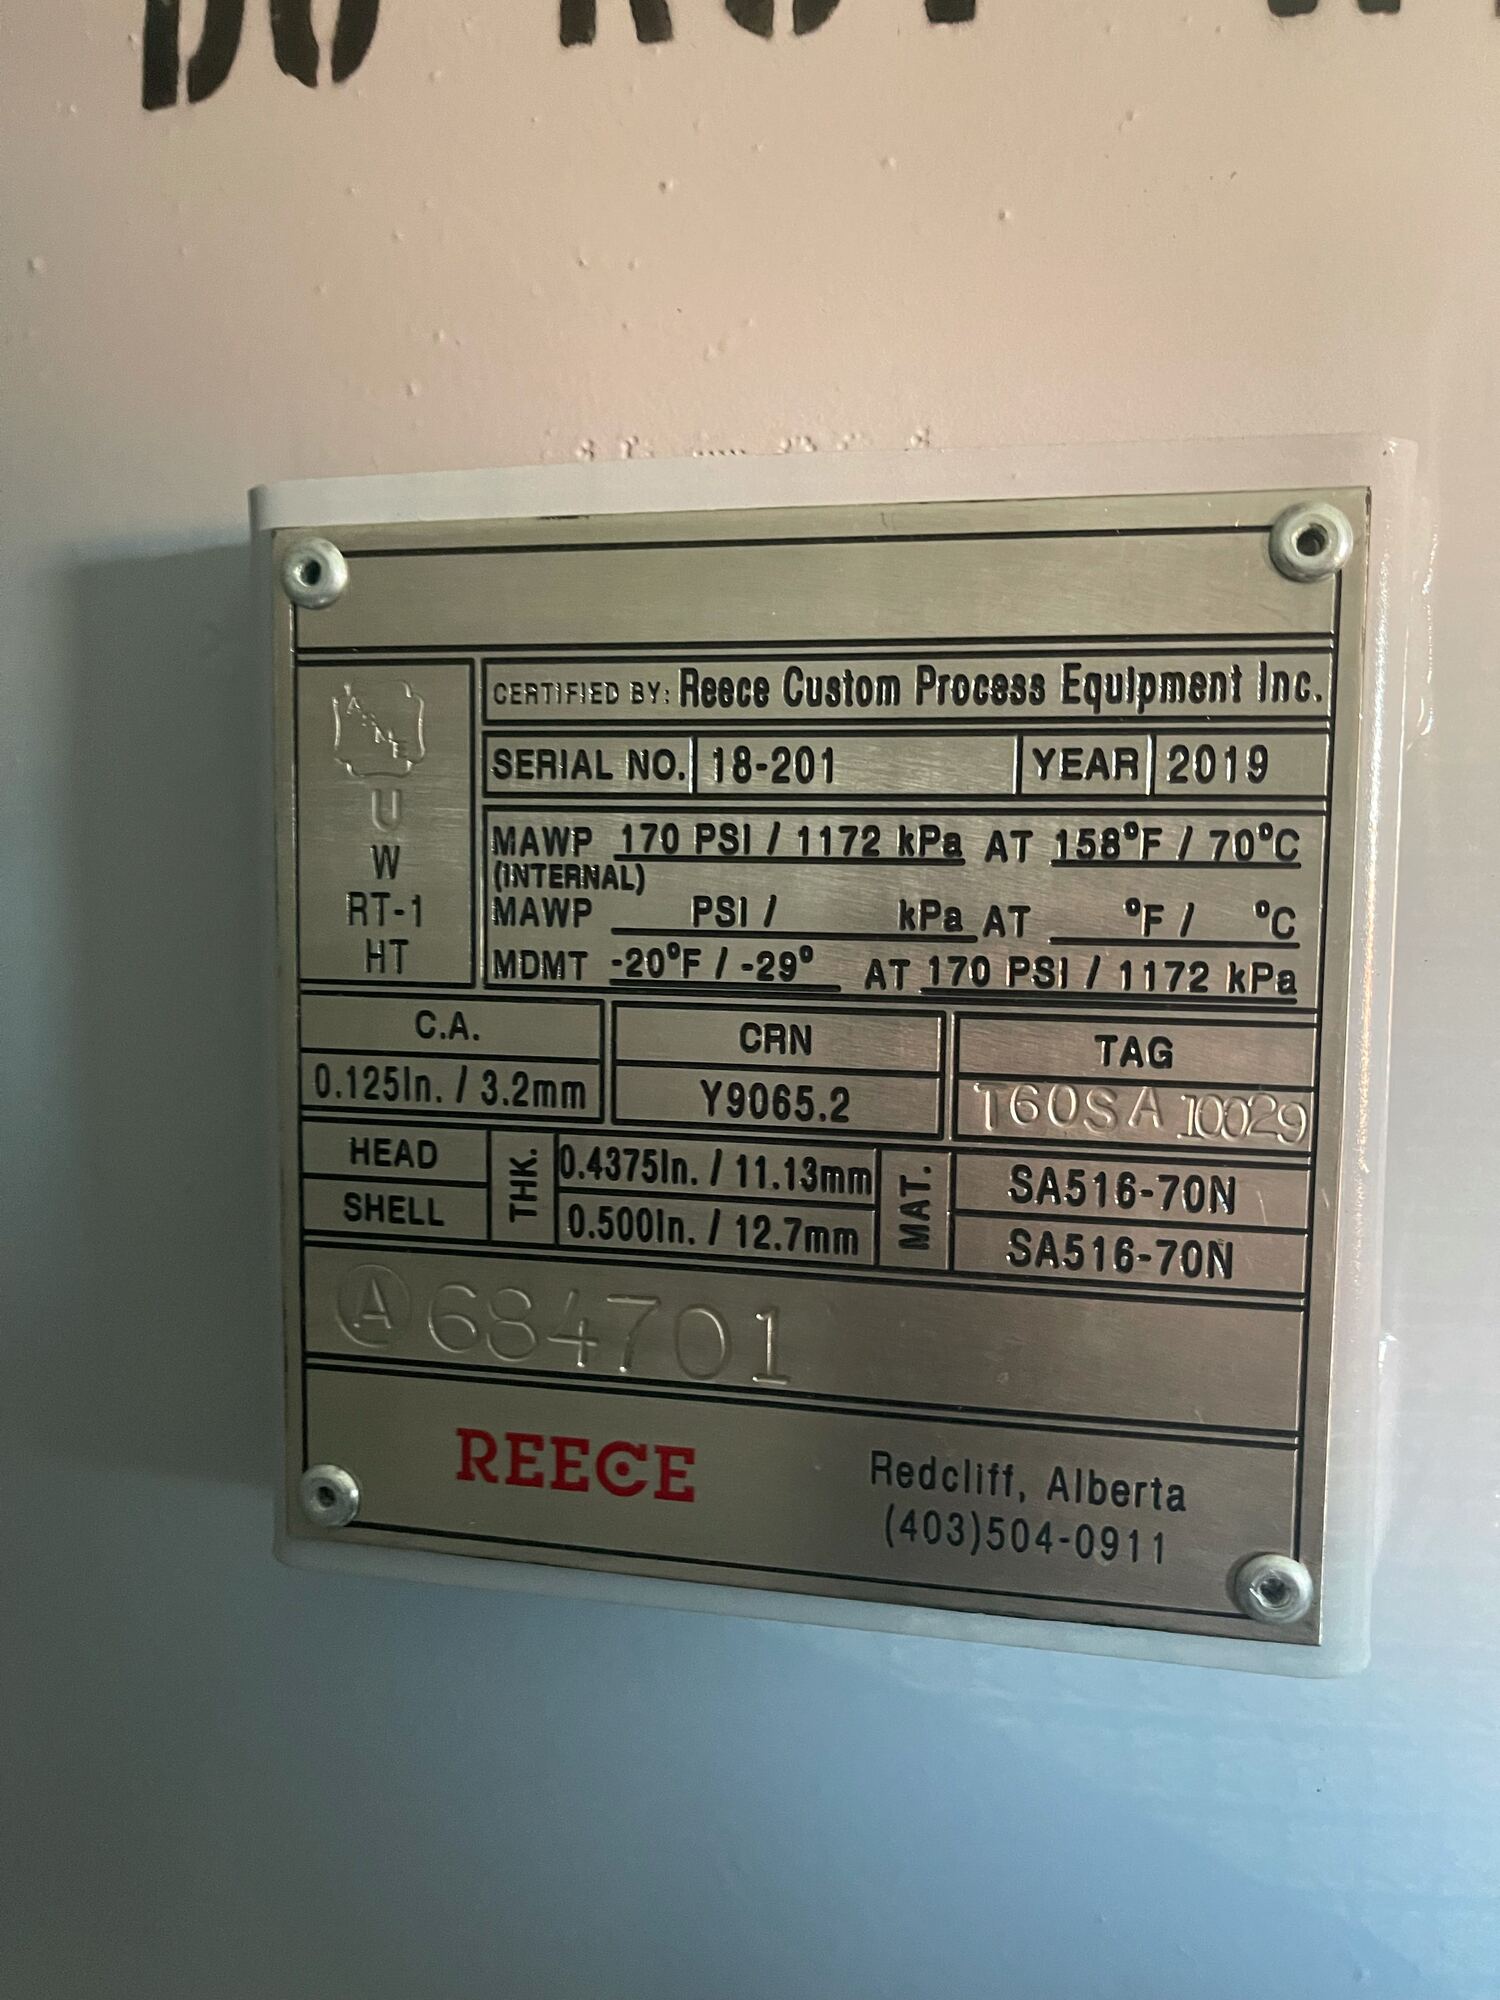 ASME
U
W
RT-1
HT
CERTIFIED BY: Reece Custom Process Equipment Inc.
SERIAL NO. 18-201 YEAR 2019
MAWP 170 PSI / 1172 kPa AT 158°F / 70°C
(INTERNAL)
MAWP PSI / kPa AT °F / °C
MDMT -20°F / -29° AT 170 PSI / 1172 kPa
C.A. CRN TAG
0.125In. / 3.2mm Y9065.2 T60SA10029
HEAD THK. 0.4375In. / 11.13mm MAT. SA516-70N
SHELL 0.500In. / 12.7mm SA516-70N
A 684701
REECE Redcliff, Alberta
(403)504-0911